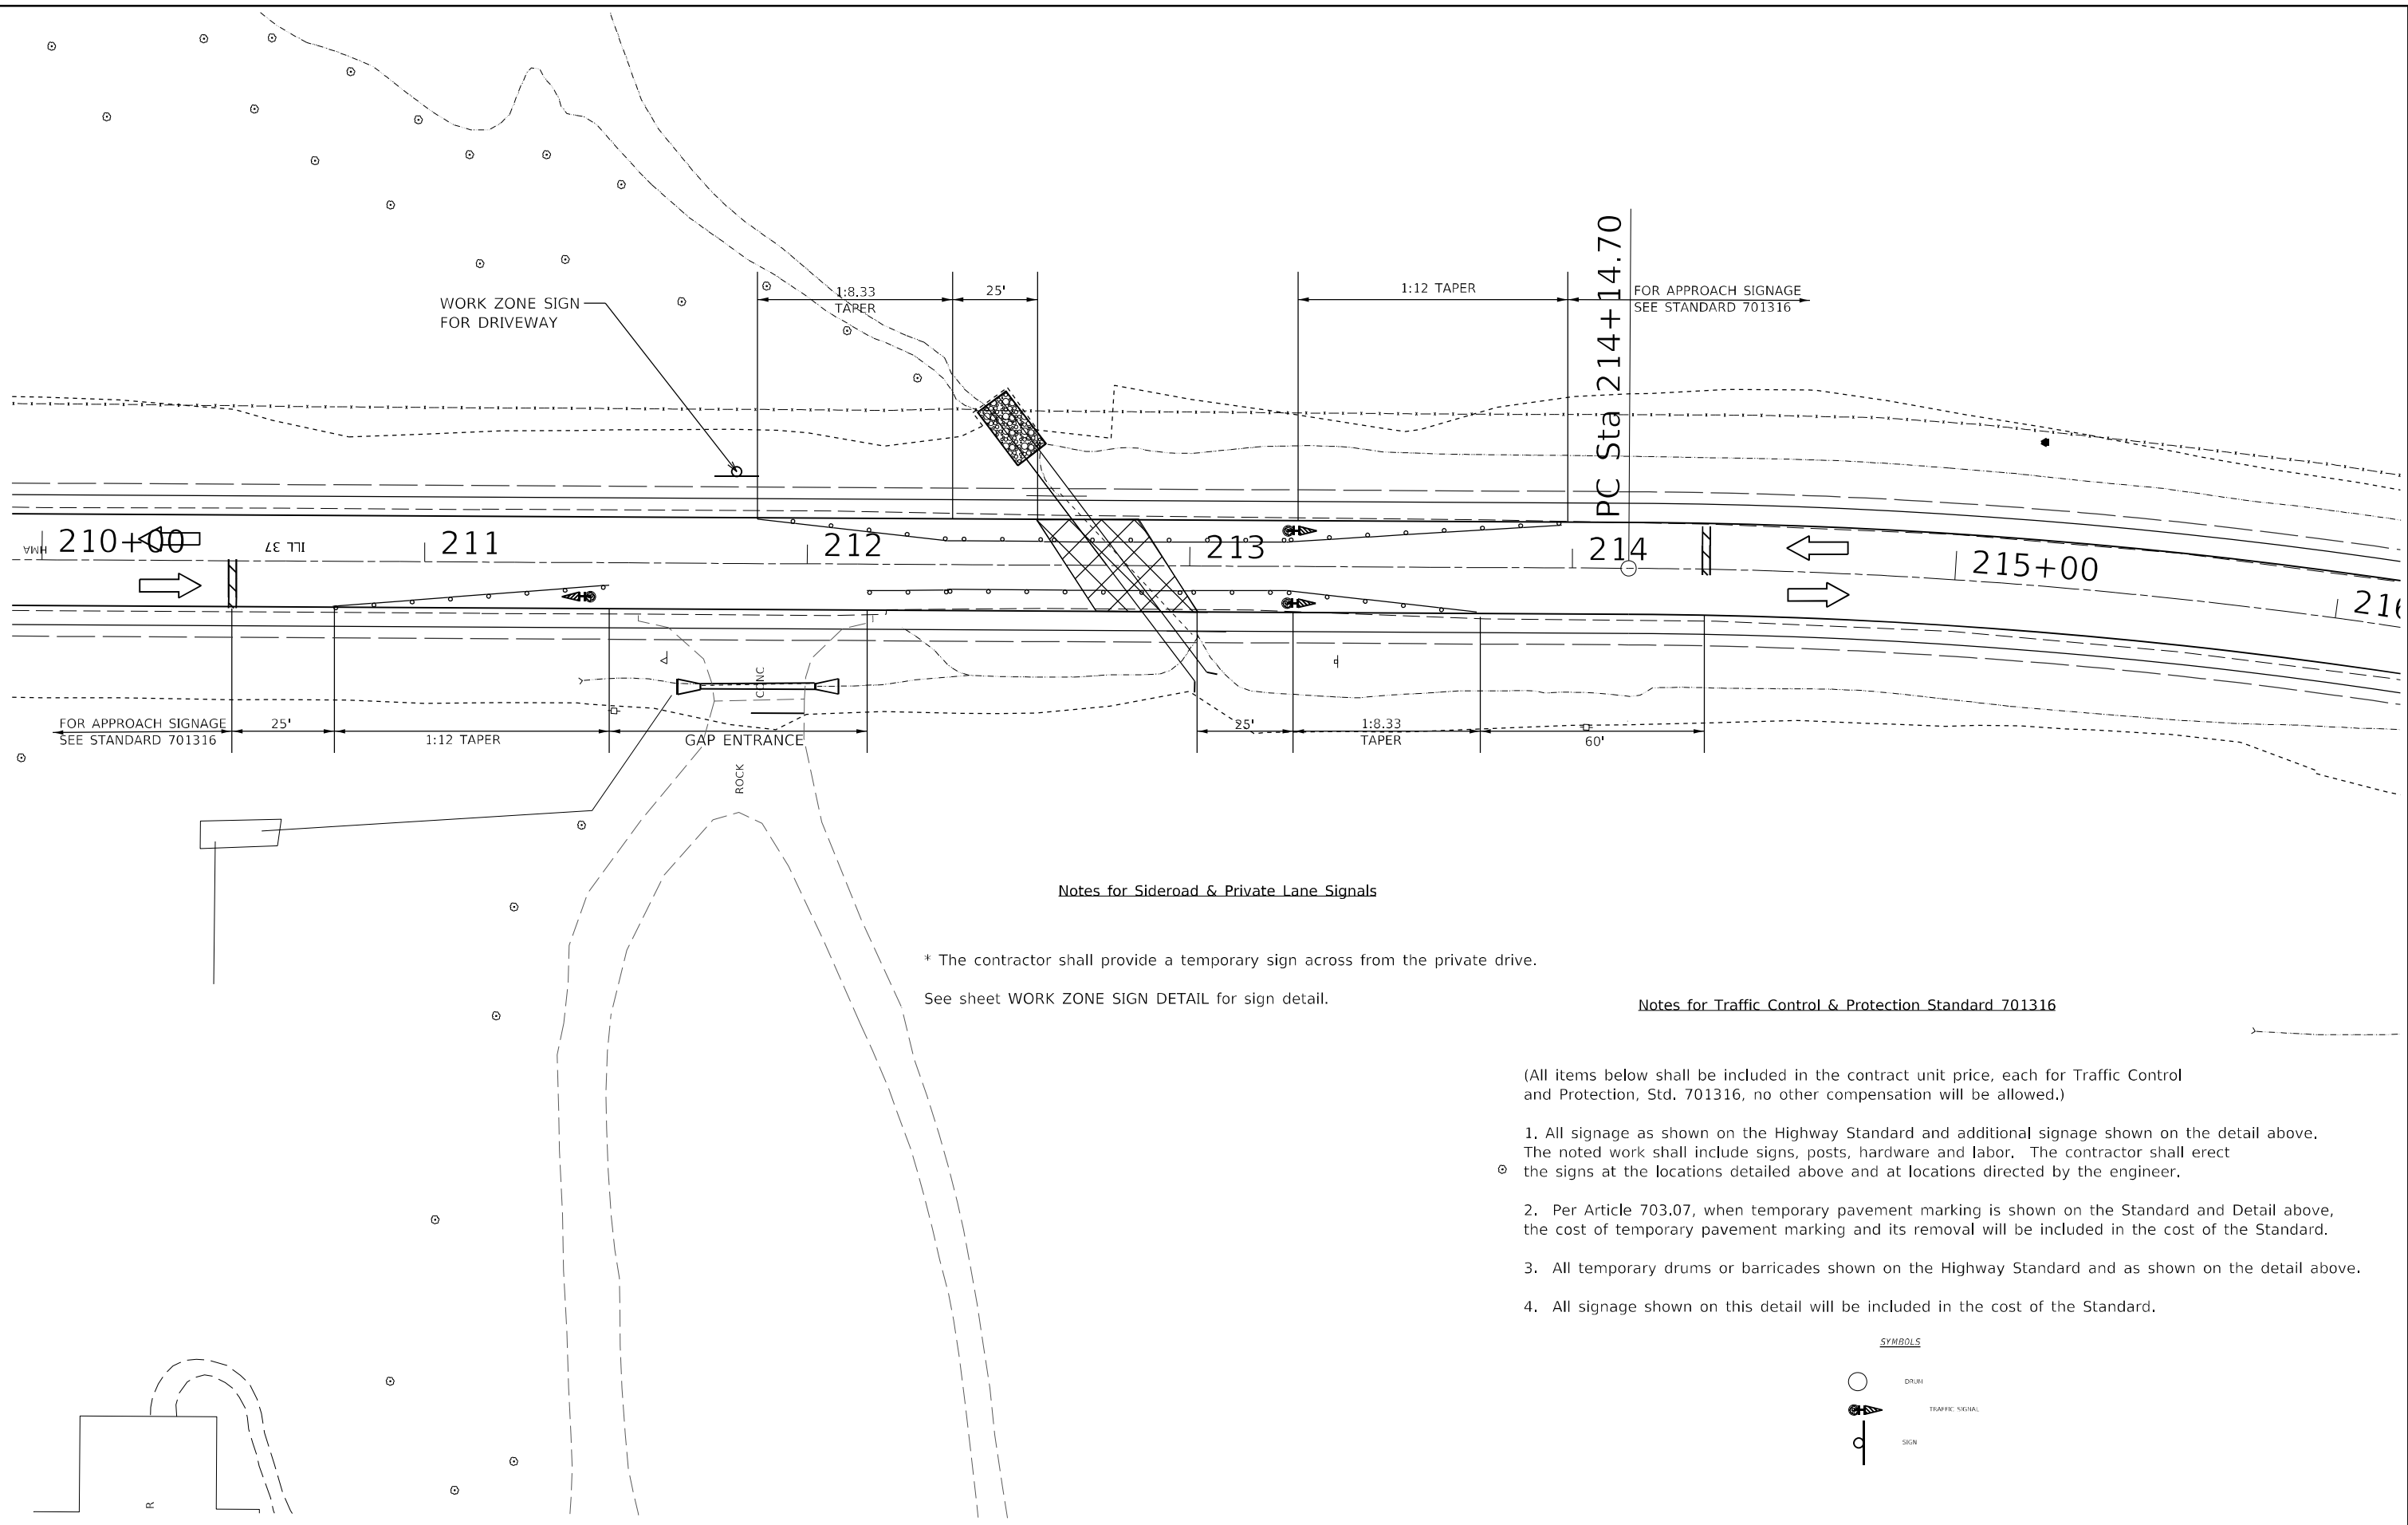 PC Sta 214+14.70
1:8.33
TAPER
25'
1:12 TAPER
FOR APPROACH SIGNAGE
SEE STANDARD 701316
WORK ZONE SIGN
FOR DRIVEWAY
HMA
210+00
ILL 37
211
212
213
214
215+00
216
CONC
FOR APPROACH SIGNAGE
SEE STANDARD 701316
25'
1:12 TAPER
GAP ENTRANCE
25'
1:8.33
TAPER
60'
ROCK
Notes for Sideroad & Private Lane Signals
* The contractor shall provide a temporary sign across from the private drive.
See sheet WORK ZONE SIGN DETAIL for sign detail.
Notes for Traffic Control & Protection Standard 701316
(All items below shall be included in the contract unit price, each for Traffic Control
and Protection, Std. 701316, no other compensation will be allowed.)
1. All signage as shown on the Highway Standard and additional signage shown on the detail above.
The noted work shall include signs, posts, hardware and labor. The contractor shall erect
the signs at the locations detailed above and at locations directed by the engineer.
2. Per Article 703.07, when temporary pavement marking is shown on the Standard and Detail above,
the cost of temporary pavement marking and its removal will be included in the cost of the Standard.
3. All temporary drums or barricades shown on the Highway Standard and as shown on the detail above.
4. All signage shown on this detail will be included in the cost of the Standard.
SYMBOLS
DRUM
TRAFFIC SIGNAL
SIGN
R